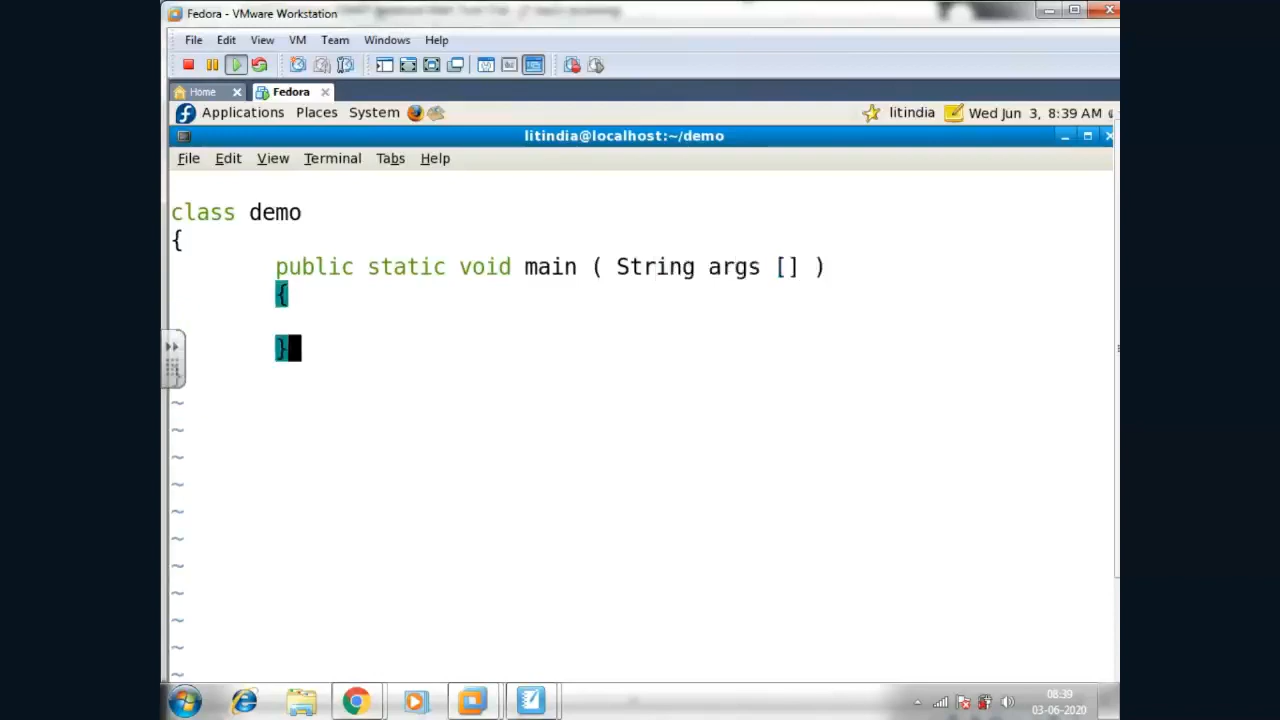 Fedora - VMware Workstation
File Edit View VM Team Windows Help
Home Fedora
Applications Places System litindia Wed Jun 3, 8:39 AM
litindia@localhost:~/demo
File Edit View Terminal Tabs Help
class demo
{
public static void main ( String args [] )
{
}
}
~
~
~
~
~
~
~
~
~
~
~
08:39
03-06-2020